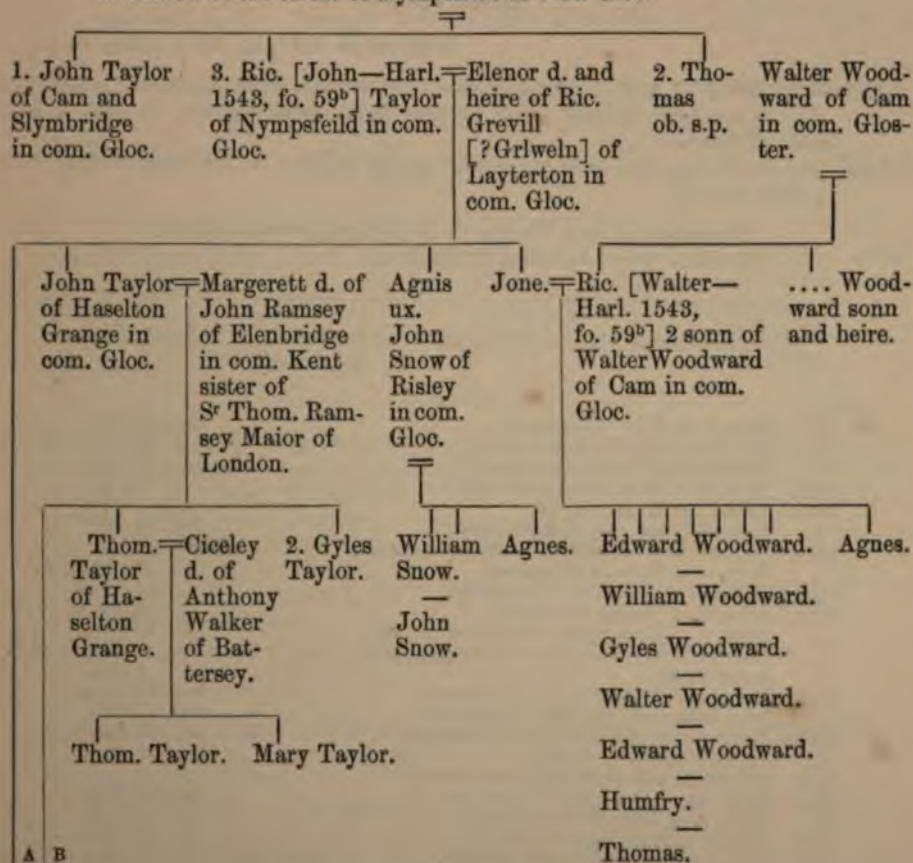 1. John Taylor
of Cam and
Slymbridge
in com. Gloc.
3. Ric. [John—Harl.
1543, fo. 59ᵇ] Taylor
of Nympsfeild in com.
Gloc.
Elenor d. and
heire of Ric.
Grevill
[?Grlweln] of
Layterton in
com. Gloc.
2. Tho-
mas
ob. s.p.
Walter Wood-
ward of Cam
in com. Glos-
ter.
John Taylor
of Haselton
Grange in
com. Gloc.
Margerett d. of
John Ramsey
of Elenbridge
in com. Kent
sister of
Sʳ Thom. Ram-
sey Maior of
London.
Agnis
ux.
John
Snow of
Risley
in com.
Gloc.
Jone.
Ric. [Walter—
Harl. 1543,
fo. 59ᵇ] 2 sonn of
Walter Woodward
of Cam in com.
Gloc.
.... Wood-
ward sonn
and heire.
Thom.
Taylor
of Ha-
selton
Grange.
Ciceley
d. of
Anthony
Walker
of Bat-
tersey.
2. Gyles
Taylor.
William
Snow.
—
John
Snow.
Agnes.
Edward Woodward.
—
William Woodward.
—
Gyles Woodward.
—
Walter Woodward.
—
Edward Woodward.
—
Humfry.
—
Thomas.
Agnes.
Thom. Taylor.
Mary Taylor.
A
B